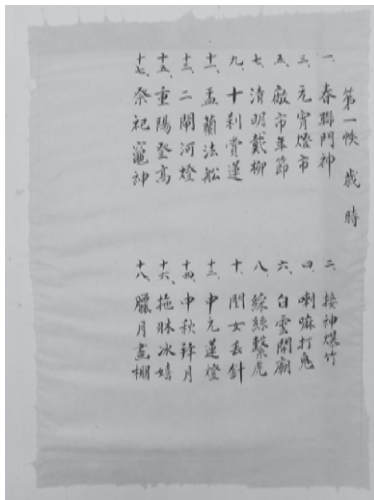 第一帙 歲時
一、春聯門神 二、接神爆竹
三、元宵燈市 四、喇嘛打鬼
五、廠市年節 六、白雲開廟
七、清明戴柳 八、綵絲繫虎
九、十刹賞蓮 十、閨女丟針
十一、盂蘭法船 十二、中元蓮燈
十三、二閘河燈 十四、中秋拜月
十五、重陽登高 十六、拖牀冰嬉
十七、祭祀竈神 十八、臘月畫棚